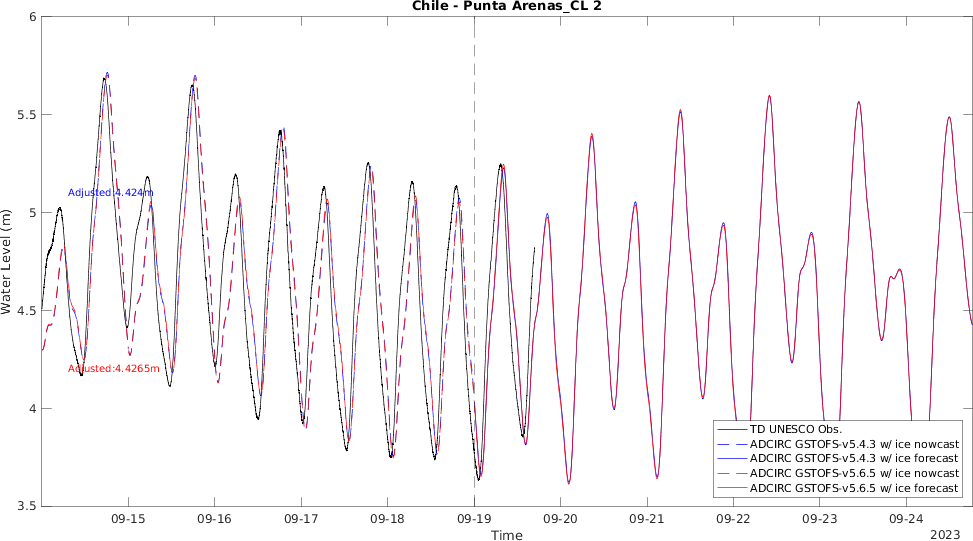 Chile - Punta Arenas_CL 2
6
5.5
5
4.5
4
3.5
Water Level (m)
Adjusted:4.424m
Adjusted:4.4265m
TD UNESCO Obs.
ADCIRC GSTOFS-v5.4.3 w/ ice nowcast
ADCIRC GSTOFS-v5.4.3 w/ ice forecast
ADCIRC GSTOFS-v5.6.5 w/ ice nowcast
ADCIRC GSTOFS-v5.6.5 w/ ice forecast
09-15 09-16 09-17 09-18 09-19 09-20 09-21 09-22 09-23 09-24
Time
2023